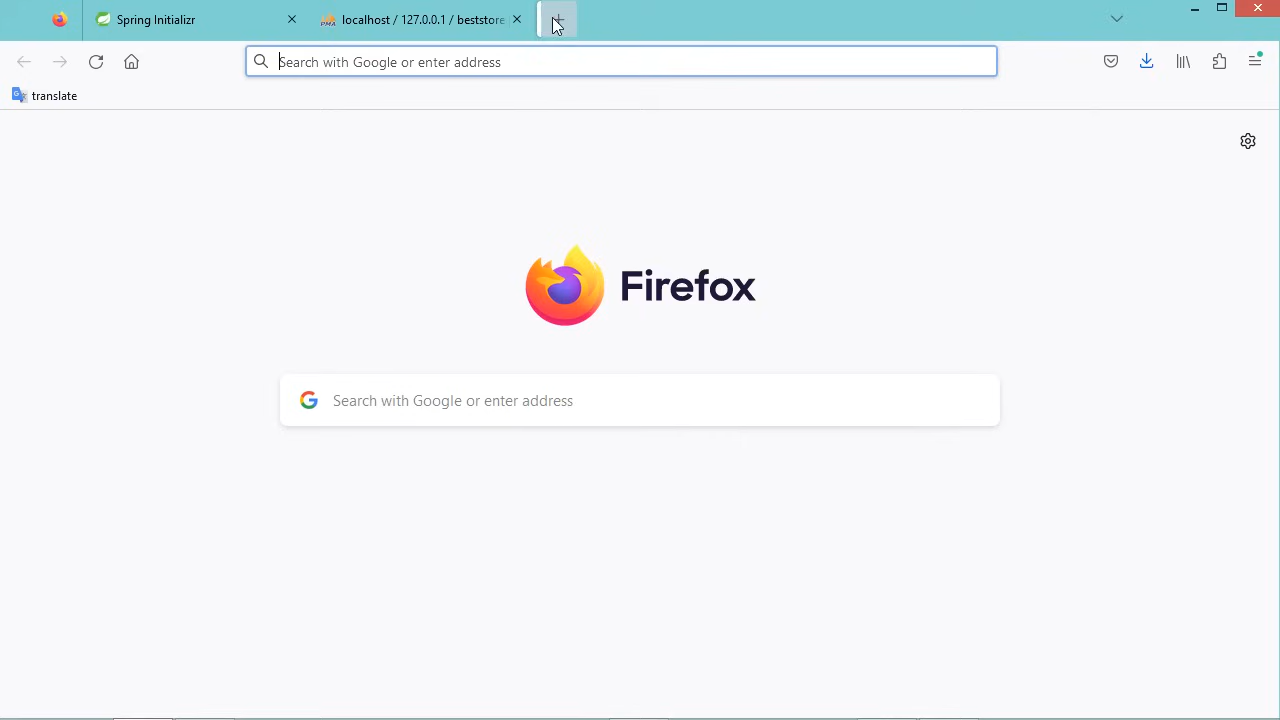 Spring Initializr
localhost / 127.0.0.1 / beststore
Search with Google or enter address
translate
Firefox
Search with Google or enter address